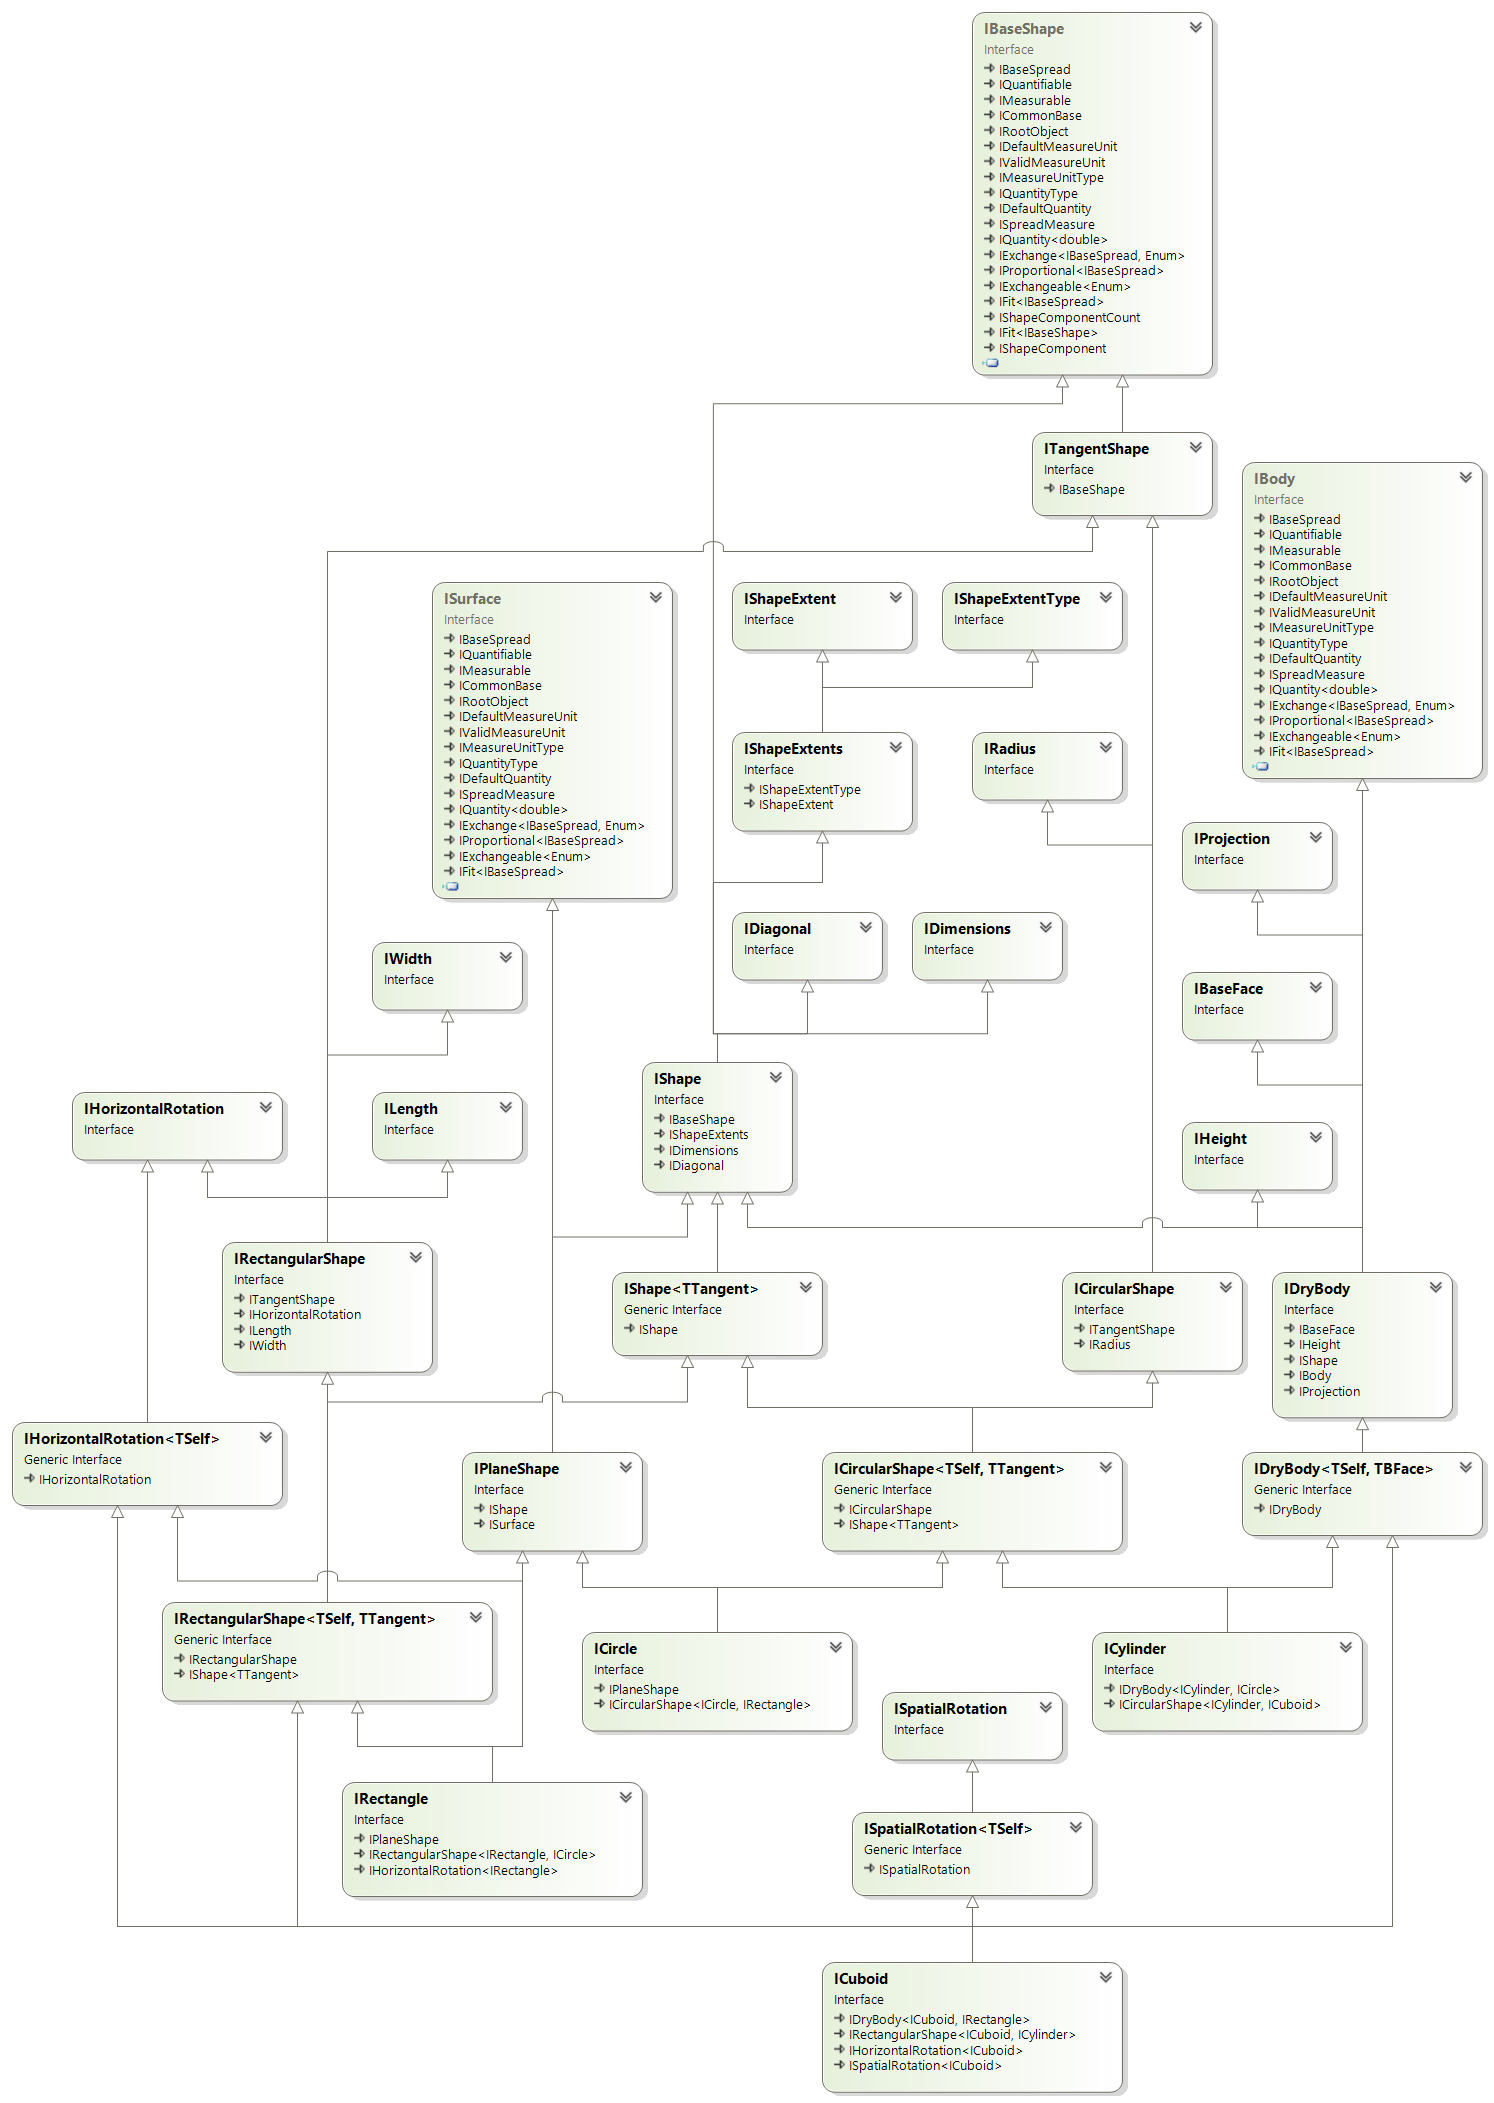 IBaseShape
Interface
IBaseSpread
IQuantifiable
IMeasurable
ICommonBase
IRootObject
IDefaultMeasureUnit
IValidMeasureUnit
IMeasureUnitType
IQuantityType
IDefaultQuantity
ISpreadMeasure
IQuantity<double>
IExchange<IBaseSpread, Enum>
IProportional<IBaseSpread>
IExchangeable<Enum>
IFit<IBaseSpread>
IShapeComponentCount
IFit<IBaseShape>
IShapeComponent
ITangentShape
Interface
IBaseShape
IBody
Interface
IBaseSpread
IQuantifiable
IMeasurable
ICommonBase
IRootObject
IDefaultMeasureUnit
IValidMeasureUnit
IMeasureUnitType
IQuantityType
IDefaultQuantity
ISpreadMeasure
IQuantity<double>
IExchange<IBaseSpread, Enum>
IProportional<IBaseSpread>
IExchangeable<Enum>
IFit<IBaseSpread>
ISurface
Interface
IBaseSpread
IQuantifiable
IMeasurable
ICommonBase
IRootObject
IDefaultMeasureUnit
IValidMeasureUnit
IMeasureUnitType
IQuantityType
IDefaultQuantity
ISpreadMeasure
IQuantity<double>
IExchange<IBaseSpread, Enum>
IProportional<IBaseSpread>
IExchangeable<Enum>
IFit<IBaseSpread>
IShapeExtent
Interface
IShapeExtentType
Interface
IShapeExtents
Interface
IShapeExtentType
IShapeExtent
IRadius
Interface
IProjection
Interface
IWidth
Interface
IDiagonal
Interface
IDimensions
Interface
IBaseFace
Interface
IHorizontalRotation
Interface
ILength
Interface
IShape
Interface
IBaseShape
IShapeExtents
IDimensions
IDiagonal
IHeight
Interface
IRectangularShape
Interface
ITangentShape
IHorizontalRotation
ILength
IWidth
IShape<TTangent>
Generic Interface
IShape
ICircularShape
Interface
ITangentShape
IRadius
IDryBody
Interface
IBaseFace
IHeight
IShape
IBody
IProjection
IHorizontalRotation<TSelf>
Generic Interface
IHorizontalRotation
IPlaneShape
Interface
IShape
ISurface
ICircularShape<TSelf, TTangent>
Generic Interface
ICircularShape
IShape<TTangent>
IDryBody<TSelf, TBFace>
Generic Interface
IDryBody
IRectangularShape<TSelf, TTangent>
Generic Interface
IRectangularShape
IShape<TTangent>
ICircle
Interface
IPlaneShape
ICircularShape<ICircle, IRectangle>
ICylinder
Interface
IDryBody<ICylinder, ICircle>
ICircularShape<ICylinder, ICuboid>
ISpatialRotation
Interface
IRectangle
Interface
IPlaneShape
IRectangularShape<IRectangle, ICircle>
IHorizontalRotation<IRectangle>
ISpatialRotation<TSelf>
Generic Interface
ISpatialRotation
ICuboid
Interface
IDryBody<ICuboid, IRectangle>
IRectangularShape<ICuboid, ICylinder>
IHorizontalRotation<ICuboid>
ISpatialRotation<ICuboid>